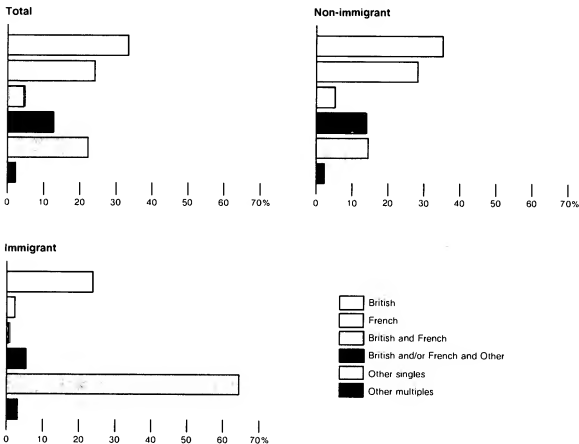 Total
0 10 20 30 40 50 60 70%
Non-immigrant
0 10 20 30 40 50 60 70%
Immigrant
0 10 20 30 40 50 60 70%
British
French
British and French
British and/or French and Other
Other singles
Other multiples